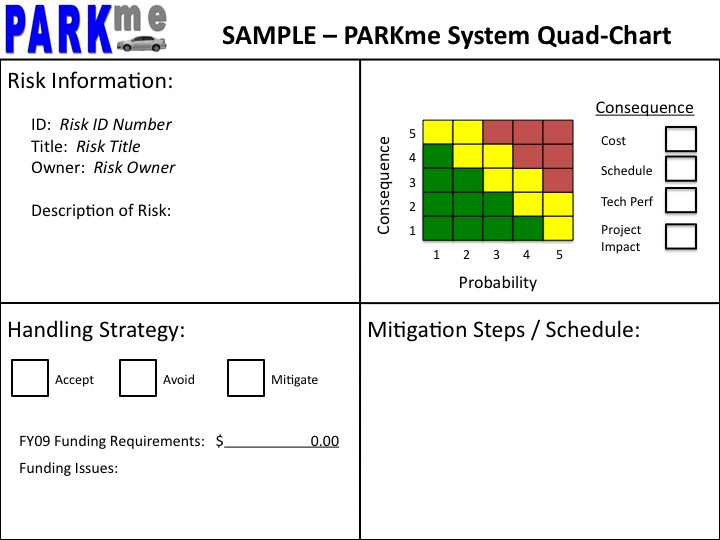 PARKme
SAMPLE – PARKme System Quad-Chart
Risk Information:
ID: Risk ID Number
Title: Risk Title
Owner: Risk Owner
Description of Risk:
Consequence
5
4
3
2
1
1 2 3 4 5
Probability
Consequence
Cost
Schedule
Tech Perf
Project
Impact
Handling Strategy:
Accept Avoid Mitigate
FY09 Funding Requirements: $ 0.00
Funding Issues:
Mitigation Steps / Schedule: